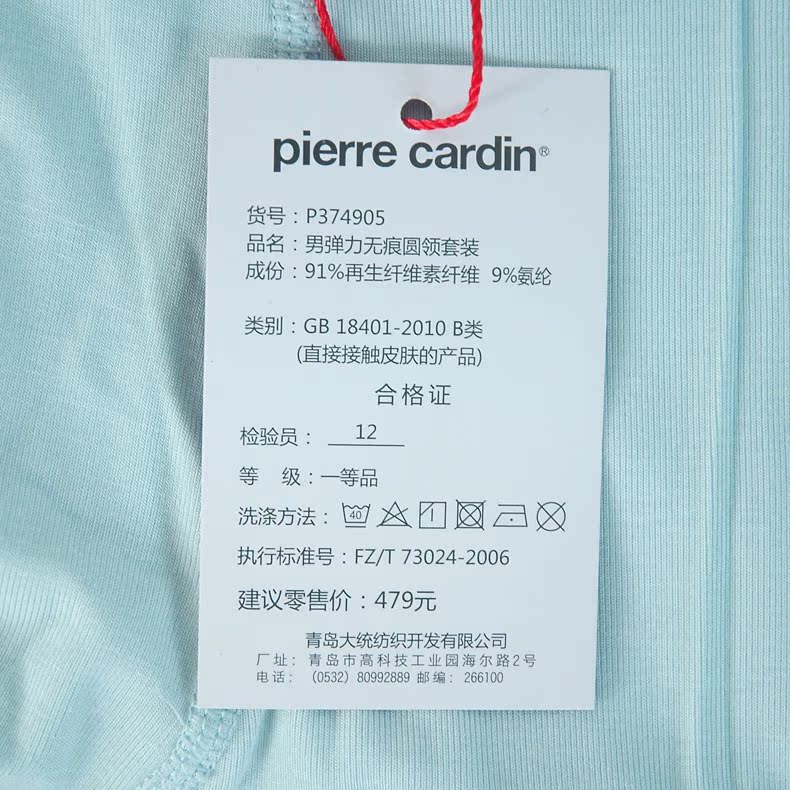 pierre cardin®
货号：P374905
品名：男弹力无痕圆领套装
成份：91%再生纤维素纤维 9%氨纶
类别：GB 18401-2010 B类
(直接接触皮肤的产品)
合格证
检验员： 12
等 级：一等品
洗涤方法： 40
执行标准号：FZ/T 73024-2006
建议零售价：479元
青岛大统纺织开发有限公司
厂址： 青岛市高科技工业园海尔路2号
电话： (0532) 80992889 邮编：266100